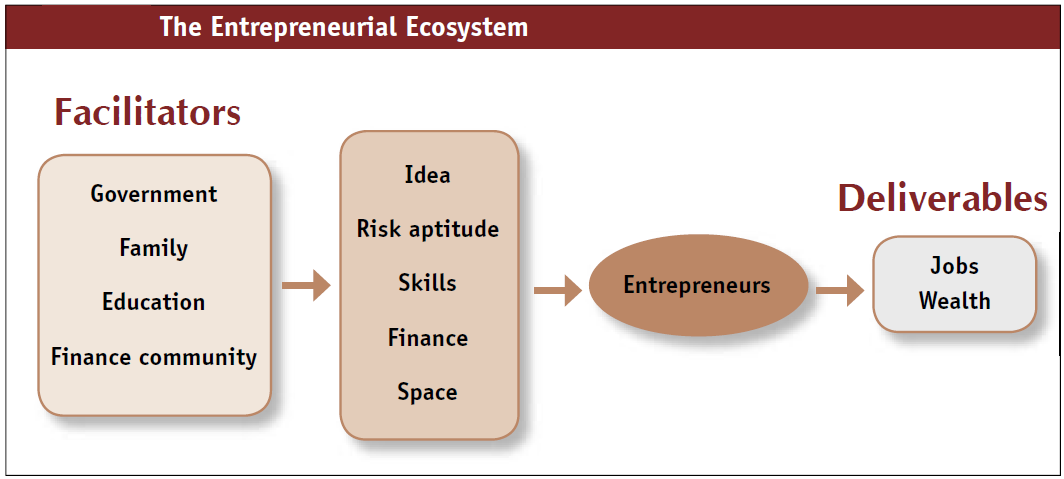 The Entrepreneurial Ecosystem
Facilitators
Government
Family
Education
Finance community
Idea
Risk aptitude
Skills
Finance
Space
Entrepreneurs
Deliverables
Jobs
Wealth